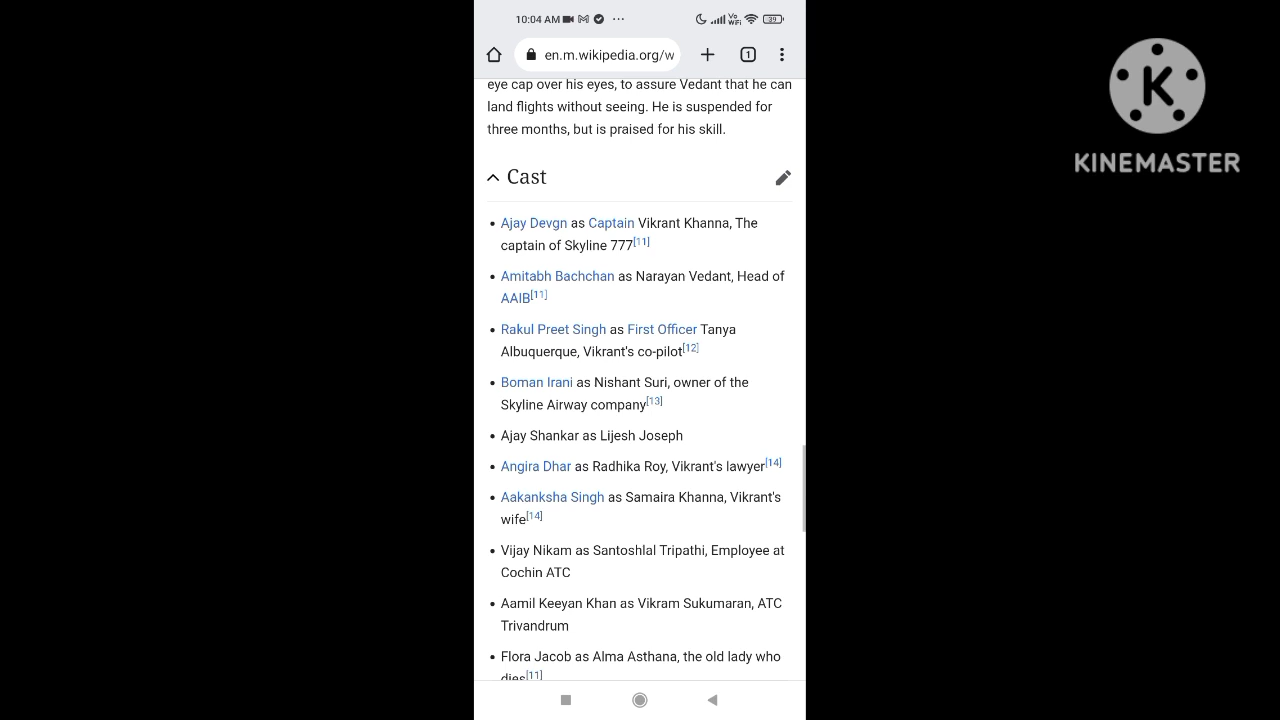 10:04 AM ...
Vo WiFi 39
en.m.wikipedia.org/w
1
eye cap over his eyes, to assure Vedant that he can
land flights without seeing. He is suspended for
three months, but is praised for his skill.
Cast
• Ajay Devgn as Captain Vikrant Khanna, The
captain of Skyline 777[11]
• Amitabh Bachchan as Narayan Vedant, Head of
AAIB[11]
• Rakul Preet Singh as First Officer Tanya
Albuquerque, Vikrant's co-pilot[12]
• Boman Irani as Nishant Suri, owner of the
Skyline Airway company[13]
• Ajay Shankar as Lijesh Joseph
• Angira Dhar as Radhika Roy, Vikrant's lawyer[14]
• Aakanksha Singh as Samaira Khanna, Vikrant's
wife[14]
• Vijay Nikam as Santoshlal Tripathi, Employee at
Cochin ATC
• Aamil Keeyan Khan as Vikram Sukumaran, ATC
Trivandrum
• Flora Jacob as Alma Asthana, the old lady who
dies[11]
K
KINEMASTER